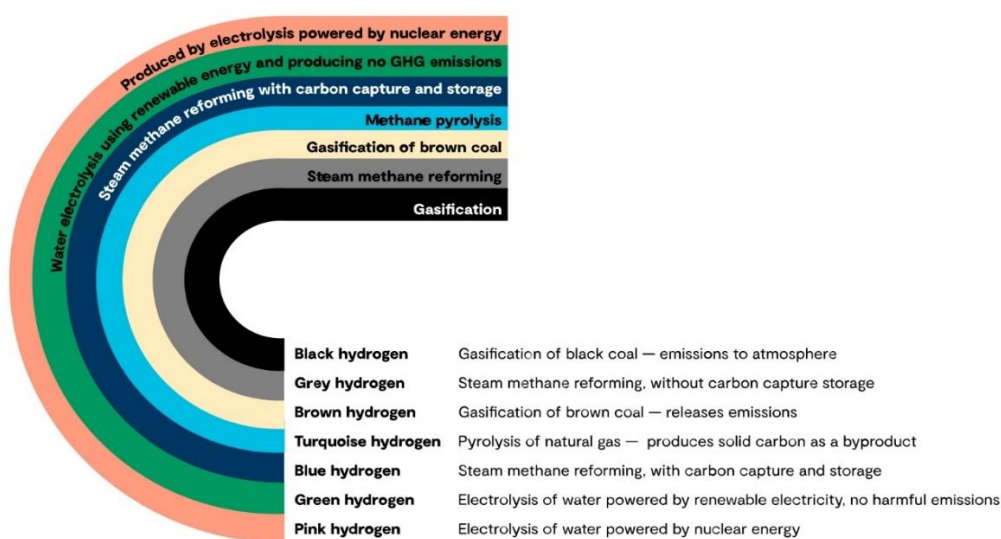 Produced by electrolysis powered by nuclear energy
Water electrolysis using renewable energy and producing no GHG emissions
Steam methane reforming with carbon capture and storage
Methane pyrolysis
Gasification of brown coal
Steam methane reforming
Gasification
Black hydrogen Gasification of black coal — emissions to atmosphere
Grey hydrogen Steam methane reforming, without carbon capture storage
Brown hydrogen Gasification of brown coal — releases emissions
Turquoise hydrogen Pyrolysis of natural gas — produces solid carbon as a byproduct
Blue hydrogen Steam methane reforming, with carbon capture and storage
Green hydrogen Electrolysis of water powered by renewable electricity, no harmful emissions
Pink hydrogen Electrolysis of water powered by nuclear energy